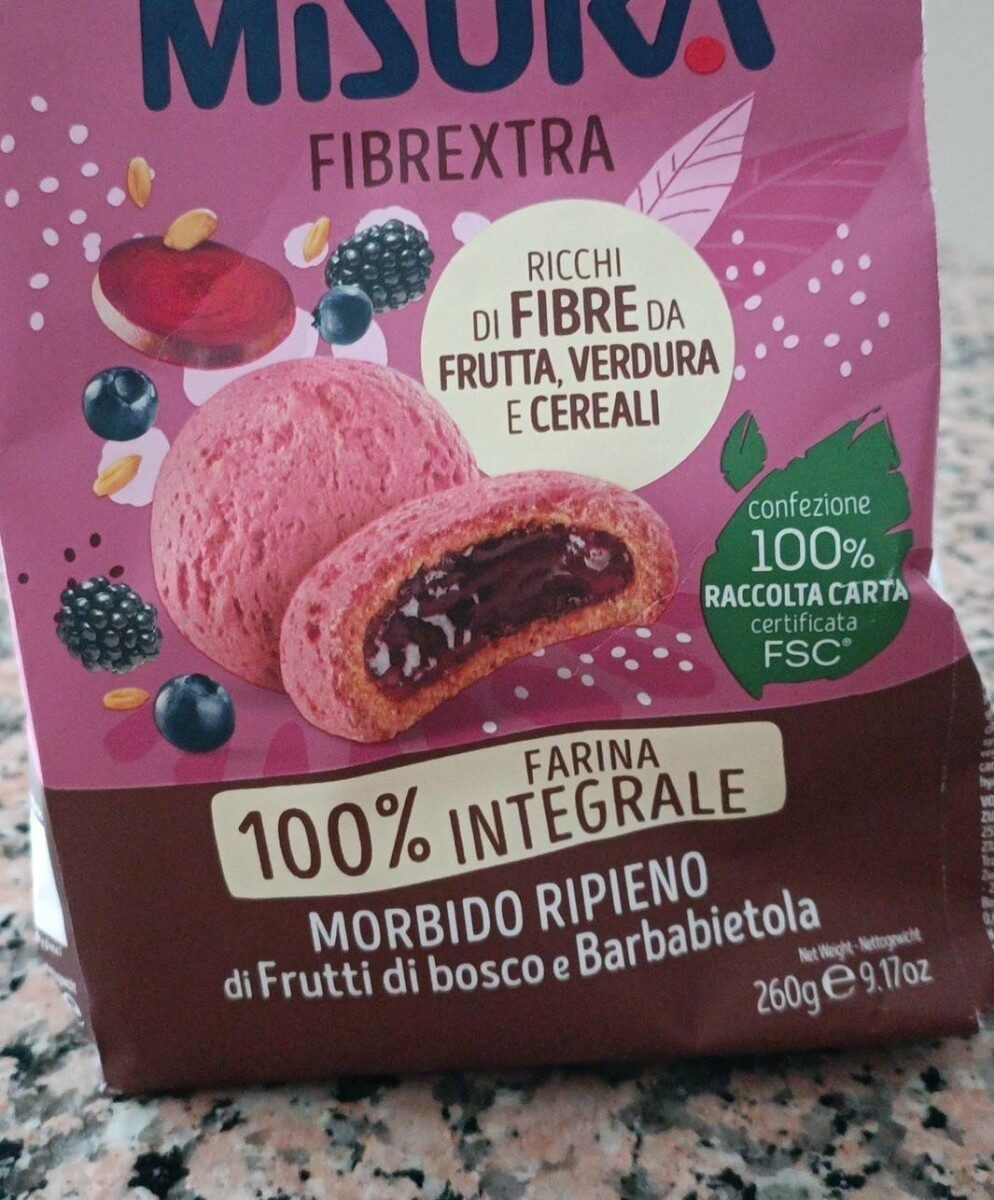 MISURA
FIBREXTRA
RICCHI
DI FIBRE DA
FRUTTA, VERDURA
E CEREALI
confezione
100%
RACCOLTA CARTA
certificata
FSC®
FARINA
100% INTEGRALE
MORBIDO RIPIENO
di Frutti di bosco e Barbabietola
Net Weight - Nettogewicht
260g e 9.17oz